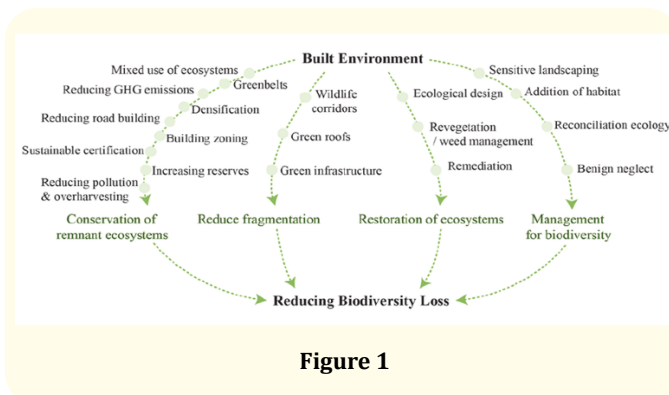 Built Environment
Mixed use of ecosystems
Greenbelts
Reducing GHG emissions
Densification
Reducing road building
Building zoning
Sustainable certification
Increasing reserves
Reducing pollution
& overharvesting
Wildlife
corridors
Green roofs
Green infrastructure
Ecological design
Revegetation
/ weed management
Remediation
Sensitive landscaping
Addition of habitat
Reconciliation ecology
Benign neglect
Conservation of
remnant ecosystems
Reduce fragmentation
Restoration of ecosystems
Management
for biodiversity
Reducing Biodiversity Loss
Figure 1